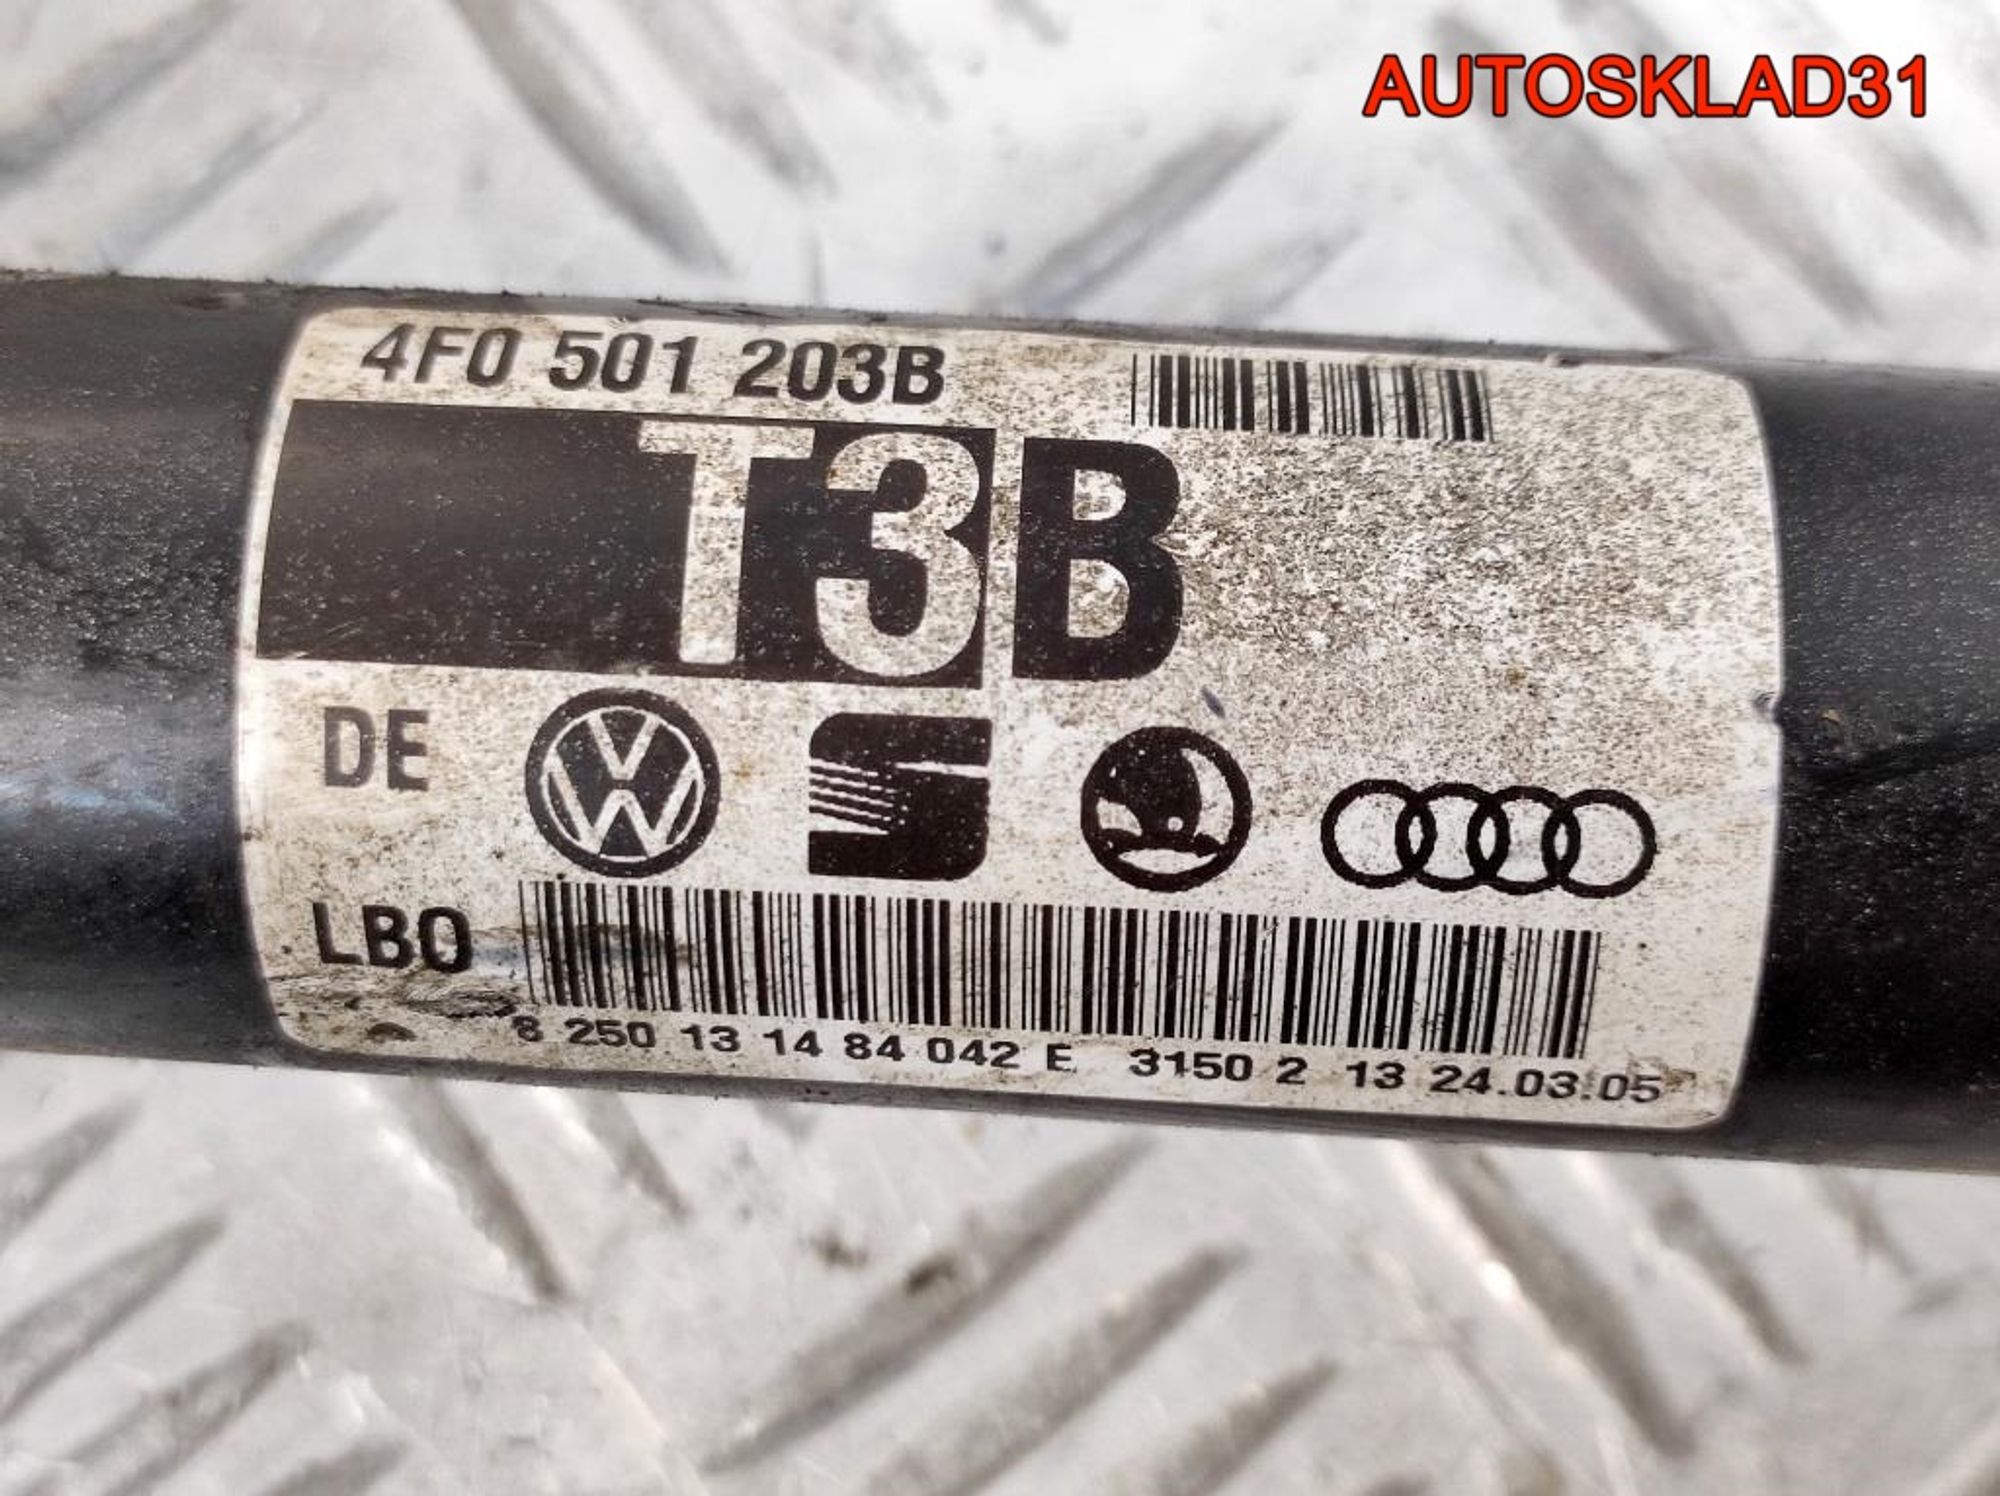 AUTOSKLAD31
4F0 501 203B
T3B
DE
LBO
8 250 13 14 84 042 E 3150 2 13 24.03.05